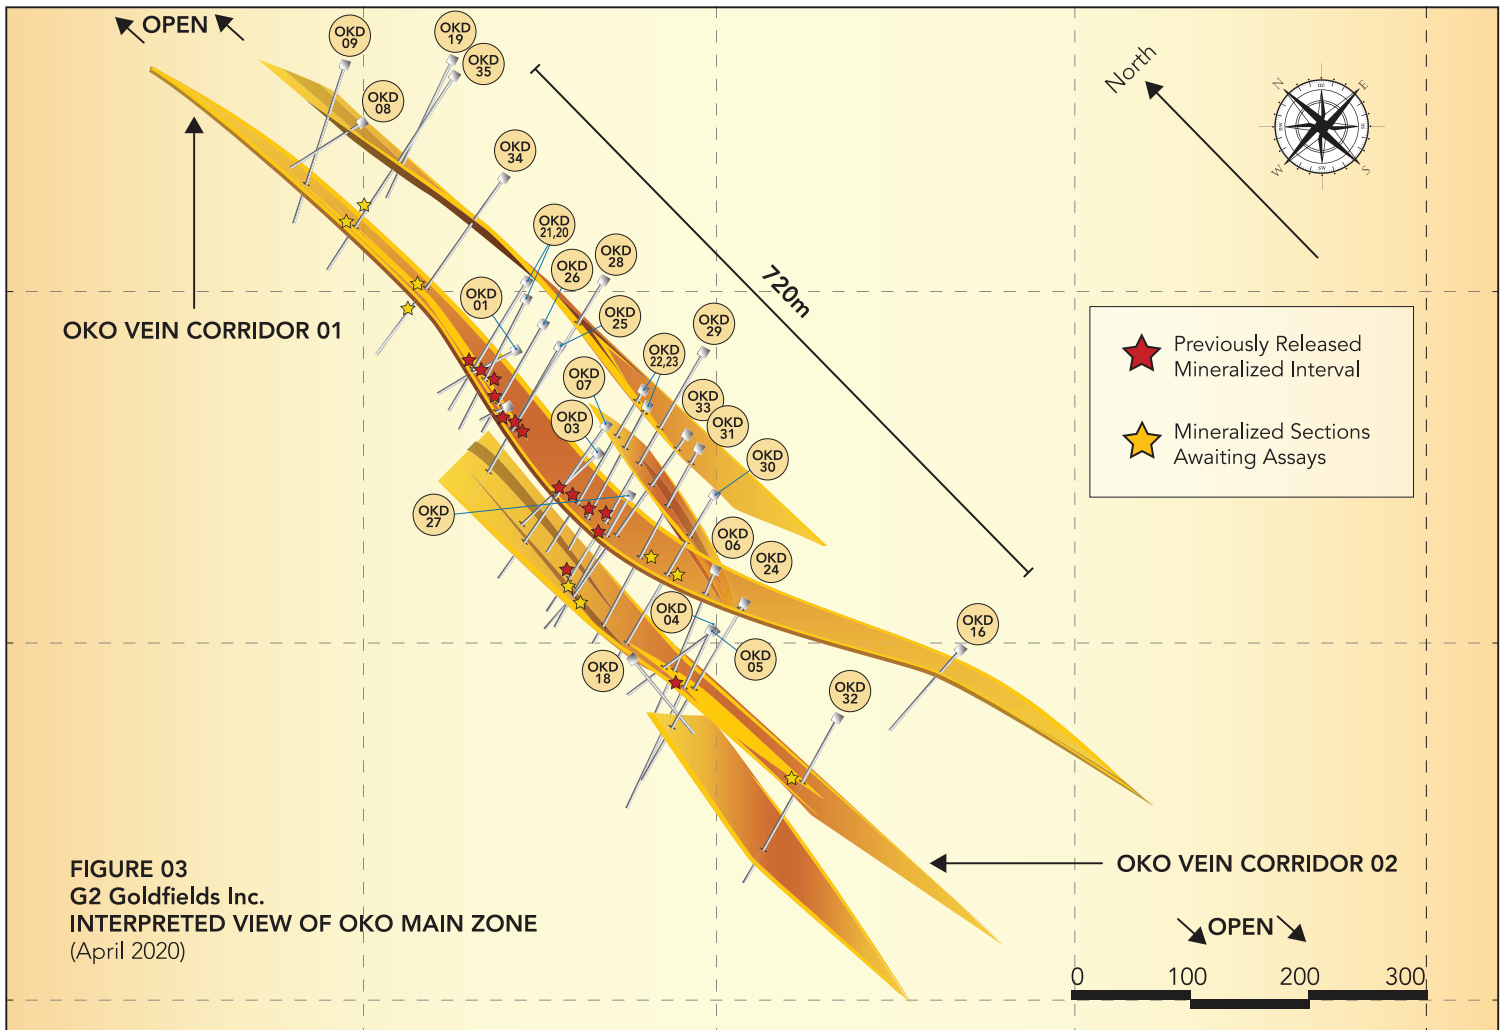 OPEN
OKD
09
OKD
19
OKD
35
OKD
08
OKD
34
OKD
21,20
OKD
28
OKD
26
OKD
01
OKD
25
OKD
29
OKD
22,23
OKD
07
OKD
33
OKD
03
OKD
31
OKD
30
OKD
27
OKD
06
OKD
24
OKD
04
OKD
05
OKD
18
OKD
16
OKD
32
720m
North
N
NE
E
SE
S
SW
W
NW
OKO VEIN CORRIDOR 01
Previously Released
Mineralized Interval
Mineralized Sections
Awaiting Assays
OKO VEIN CORRIDOR 02
FIGURE 03
G2 Goldfields Inc.
INTERPRETED VIEW OF OKO MAIN ZONE
(April 2020)
OPEN
0 100 200 300